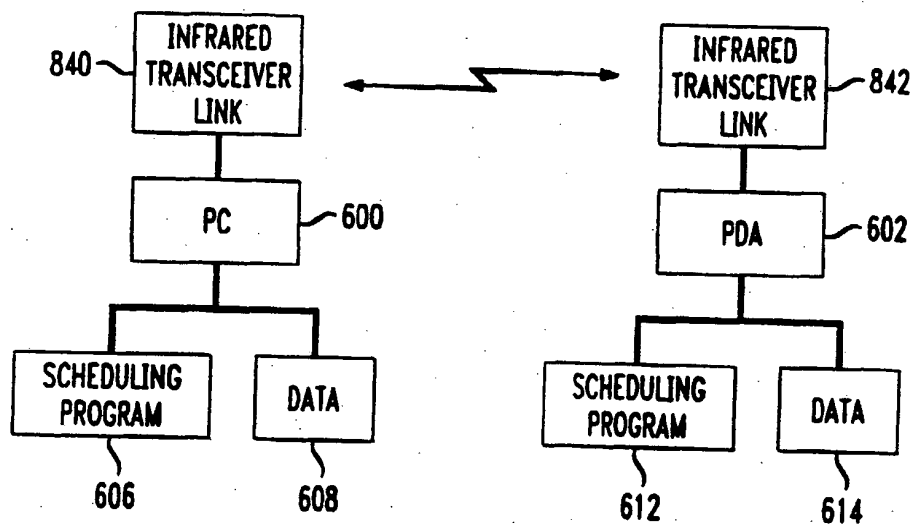 INFRARED
TRANSCEIVER
LINK
840
INFRARED
TRANSCEIVER
LINK
842
PC
600
PDA
602
SCHEDULING
PROGRAM
DATA
SCHEDULING
PROGRAM
DATA
606
608
612
614